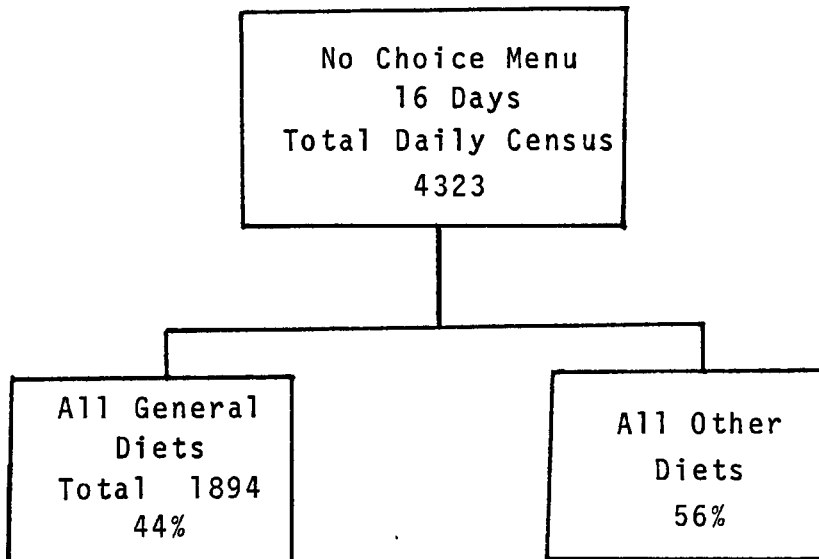 No Choice Menu
16 Days
Total Daily Census
4323
All General
Diets
Total 1894
44%
All Other
Diets
56%